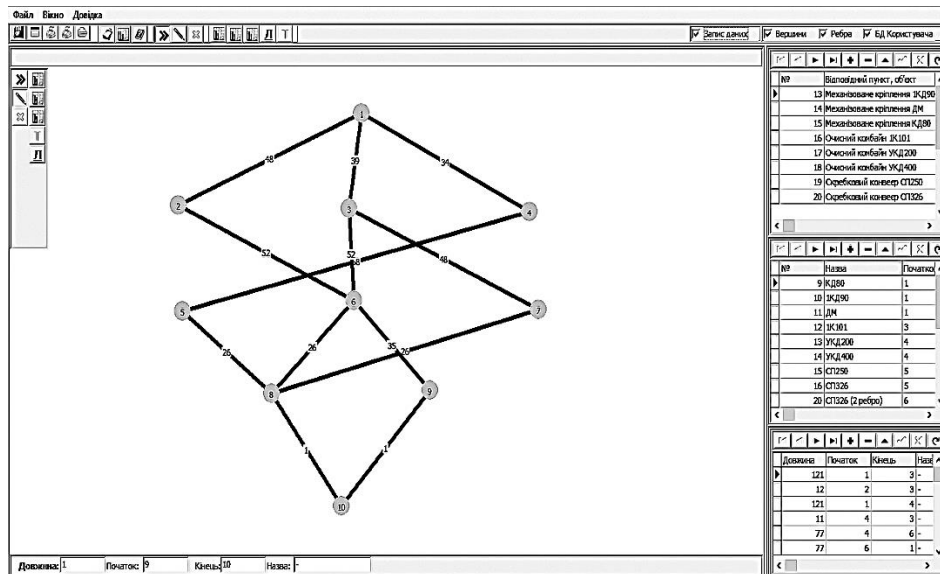 Файл Вікно Довідка
Л Т
Запис даних Вершини Ребра БД Користувача
Т
Л
1
48 39 34
2 3 4
52 52 8 48
5 6 7
26 26 35 26
8 9
1 1
10
№ Відповідний пункт, об'єкт
13 Механізоване кріплення 1КД90
14 Механізоване кріплення ДМ
15 Механізоване кріплення КД80
16 Очисний комбайн 1К101
17 Очисний комбайн УКД200
18 Очисний комбайн УКД400
19 Скребковий конвеєр СП250
20 Скребковий конвеєр СП326
№ Назва Початко
9 КД80 1
10 1КД90 1
11 ДМ 1
12 1К101 3
13 УКД200 4
14 УКД400 4
15 СП250 5
16 СП326 5
20 СП326 (2 ребро) 6
Довжина Початок Кінець Назв
121 1 3 -
12 2 3 -
121 1 4 -
11 4 3 -
77 4 6 -
77 6 1 -
Довжина: 1 Початок: 9 Кінець: 10 Назва: -